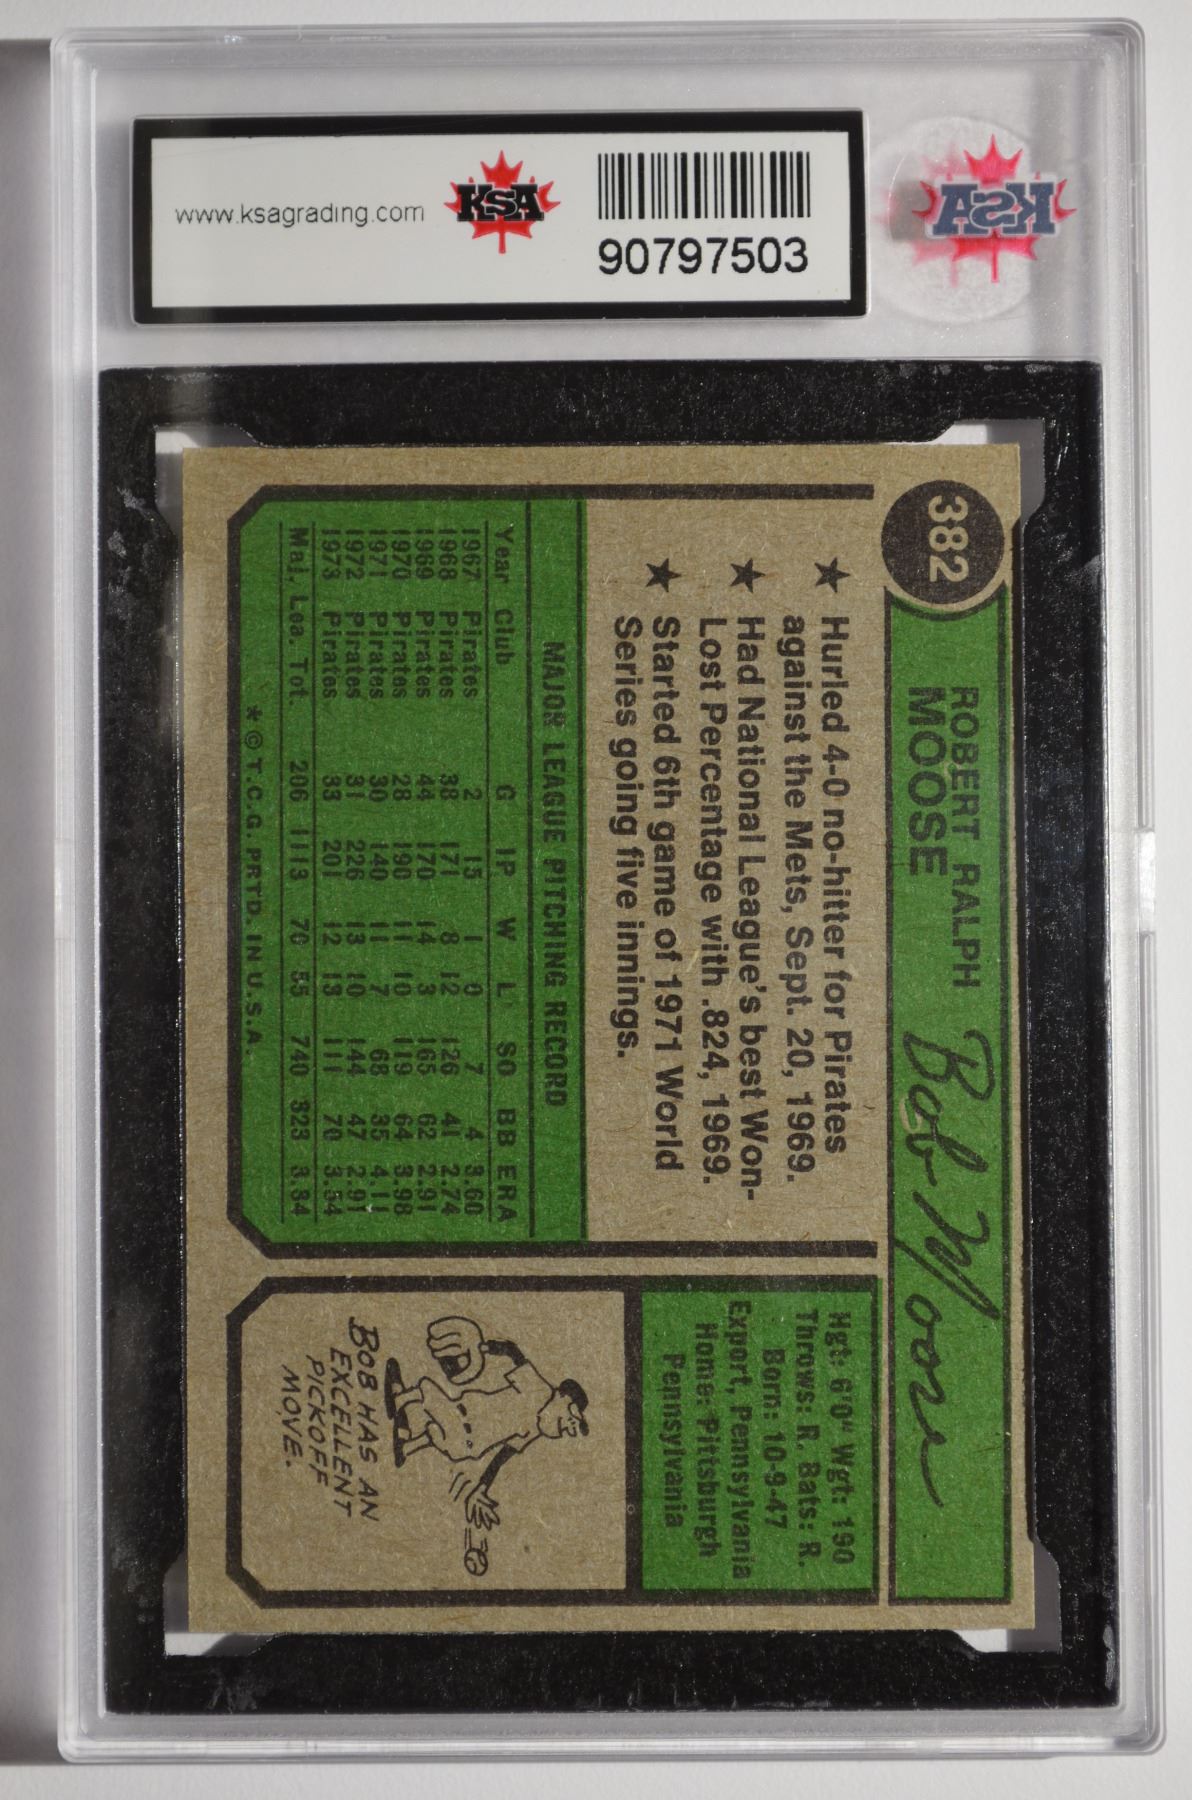 www.ksagrading.com
KSA
90797503
KSA
382
ROBERT RALPH
MOOSE
Bob Moose
★ Hurled 4-0 no-hitter for Pirates
against the Mets, Sept. 20, 1969.
★ Had National League's best Won-
Lost Percentage with .824, 1969.
★ Started 6th game of 1971 World
Series going five innings.
Hgt: 6'0" Wgt: 190
Throws: R. Bats: R.
Born: 10-9-47
Export, Pennsylvania
Home: Pittsburgh
Pennsylvania
MAJOR LEAGUE PITCHING RECORD
Year Club G IP W L SO BB ERA
1967 Pirates 2 15 1 0 7 4 3.60
1968 Pirates 38 171 8 12 126 41 2.74
1969 Pirates 44 170 14 3 165 62 2.91
1970 Pirates 28 190 11 10 119 64 3.98
1971 Pirates 30 140 11 7 68 35 4.11
1972 Pirates 31 226 13 10 144 47 2.91
1973 Pirates 33 201 12 13 111 70 3.54
Maj. Lea. Tot. 206 1113 70 55 740 323 3.34
* © T.C.G. PRTD. IN U.S.A.
BOB HAS AN
EXCELLENT
PICKOFF
MOVE.